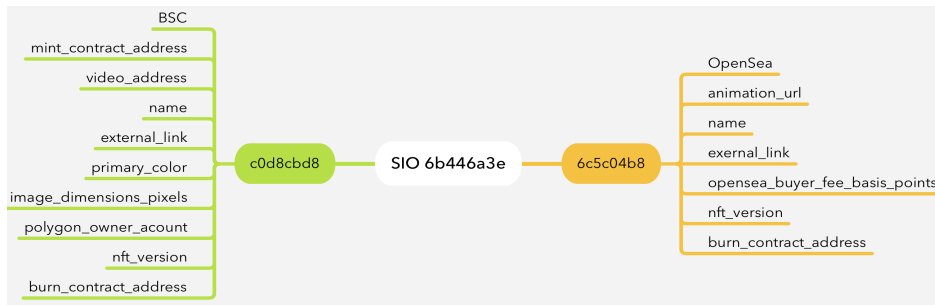 BSC
mint_contract_address
video_address
name
external_link
primary_color
image_dimensions_pixels
polygon_owner_acount
nft_version
burn_contract_address
c0d8cbd8
SIO 6b446a3e
6c5c04b8
OpenSea
animation_url
name
exernal_link
opensea_buyer_fee_basis_points
nft_version
burn_contract_address